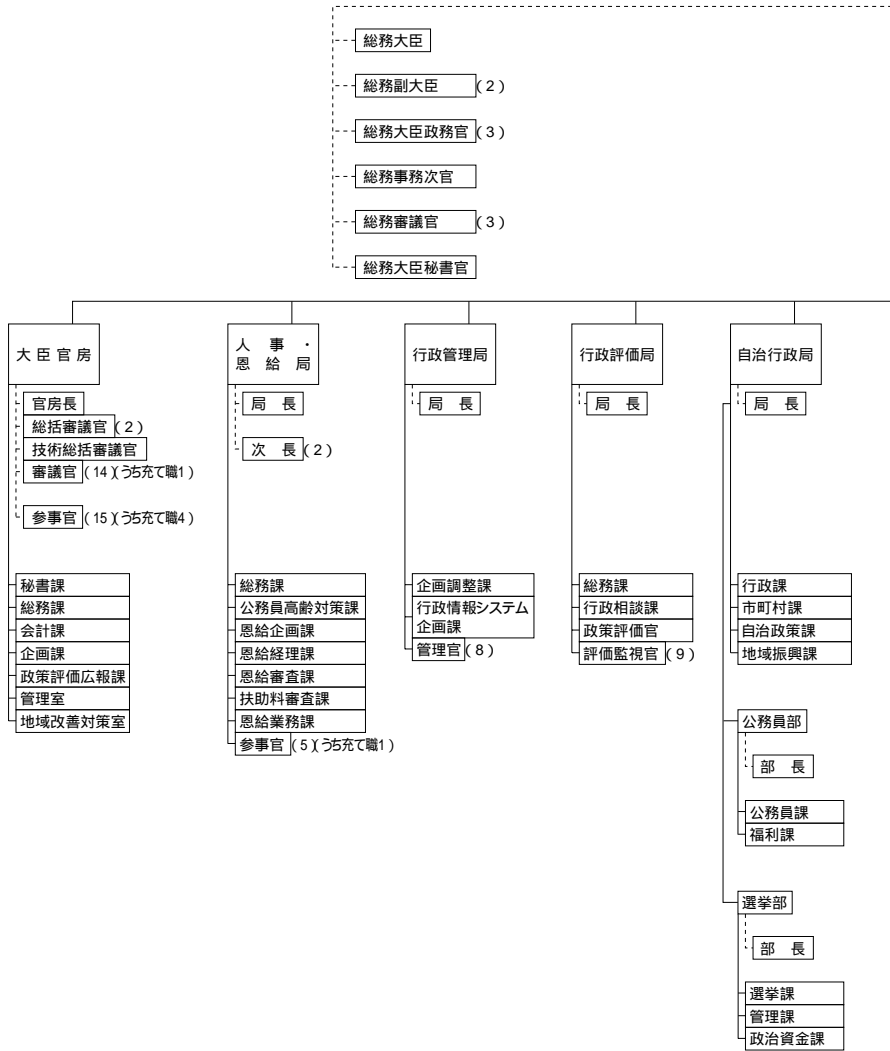 総務大臣
総務副大臣 (2)
総務大臣政務官 (3)
総務事務次官
総務審議官 (3)
総務大臣秘書官
大臣官房
官房長
総括審議官 (2)
技術総括審議官
審議官 (14)(うち充て職1)
参事官 (15)(うち充て職4)
秘書課
総務課
会計課
企画課
政策評価広報課
管理室
地域改善対策室
人事・
恩給局
局長
次長 (2)
総務課
公務員高齢対策課
恩給企画課
恩給経理課
恩給審査課
扶助料審査課
恩給業務課
参事官 (5)(うち充て職1)
行政管理局
局長
企画調整課
行政情報システム
企画課
管理官 (8)
行政評価局
局長
総務課
行政相談課
政策評価官
評価監視官 (9)
自治行政局
局長
行政課
市町村課
自治政策課
地域振興課
公務員部
部長
公務員課
福利課
選挙部
部長
選挙課
管理課
政治資金課